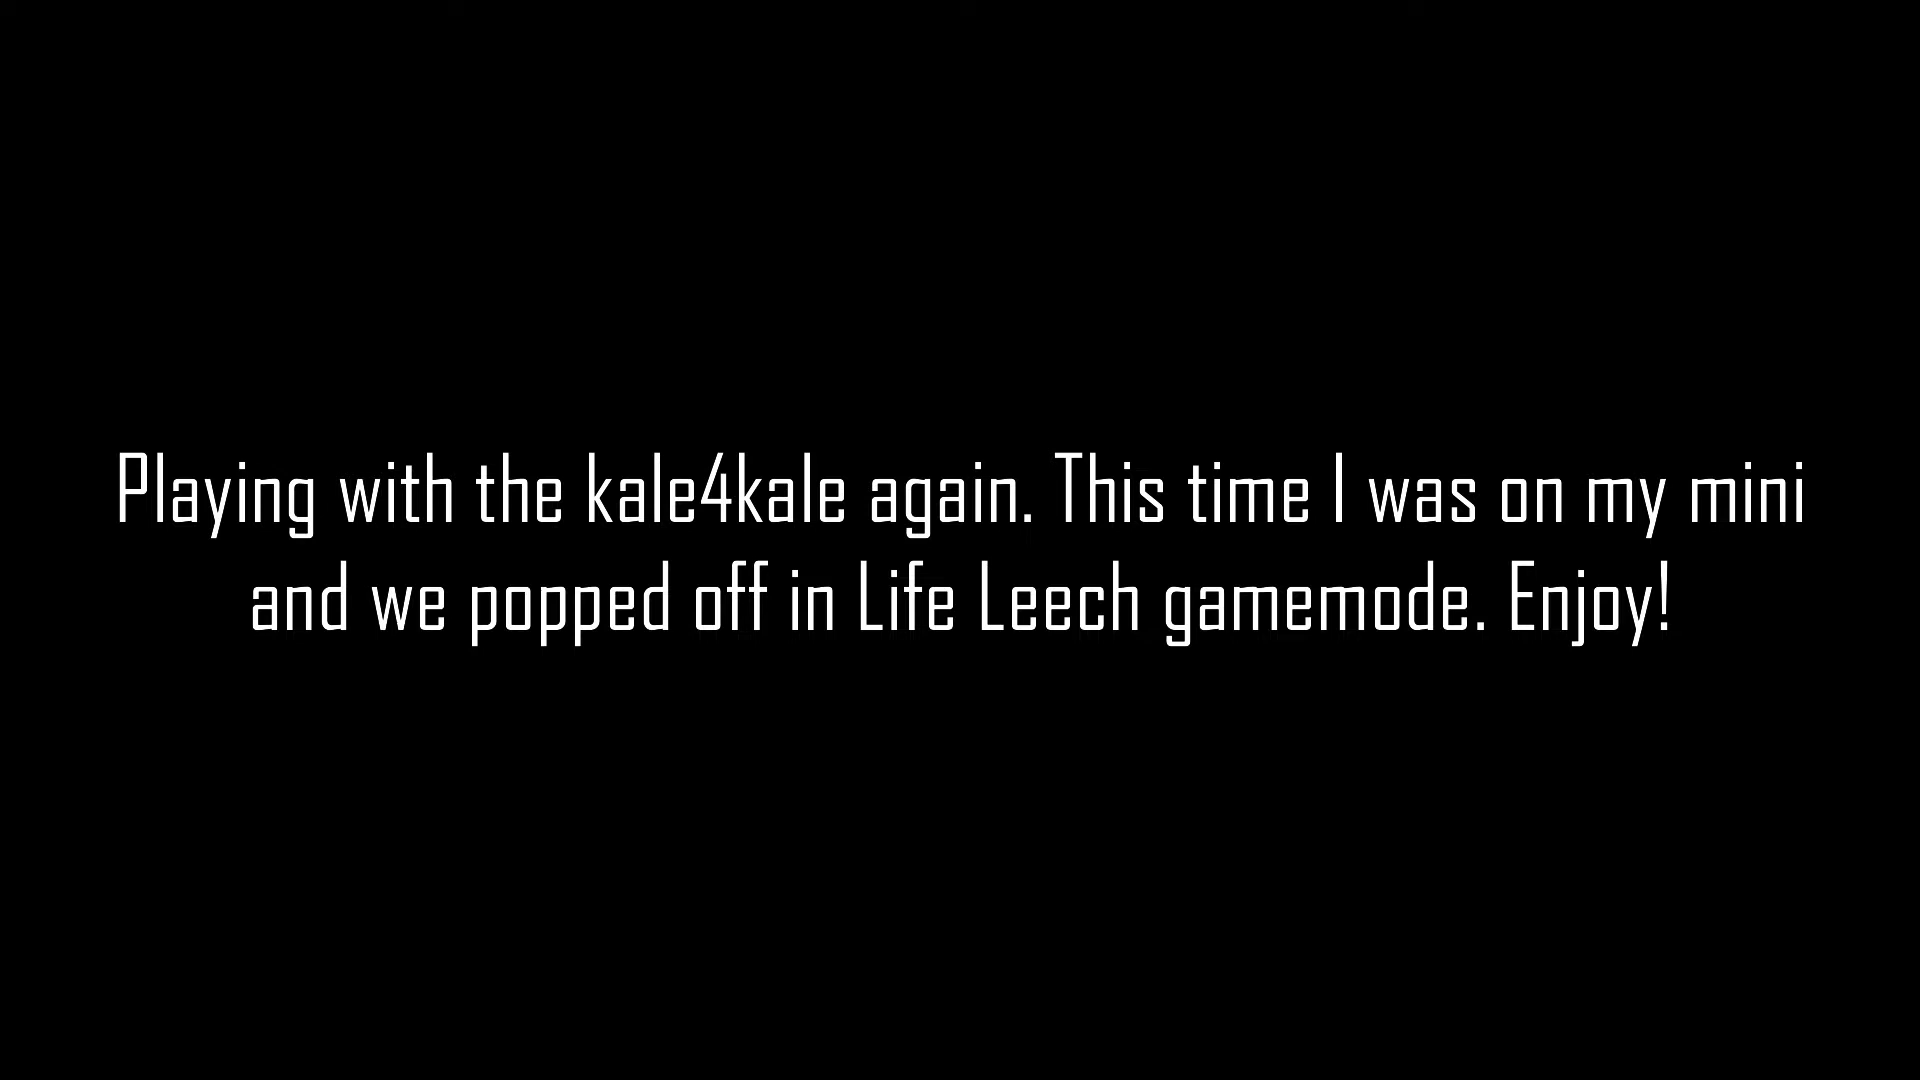 Playing with the kale4kale again. This time I was on my mini
and we popped off in Life Leech gamemode. Enjoy!